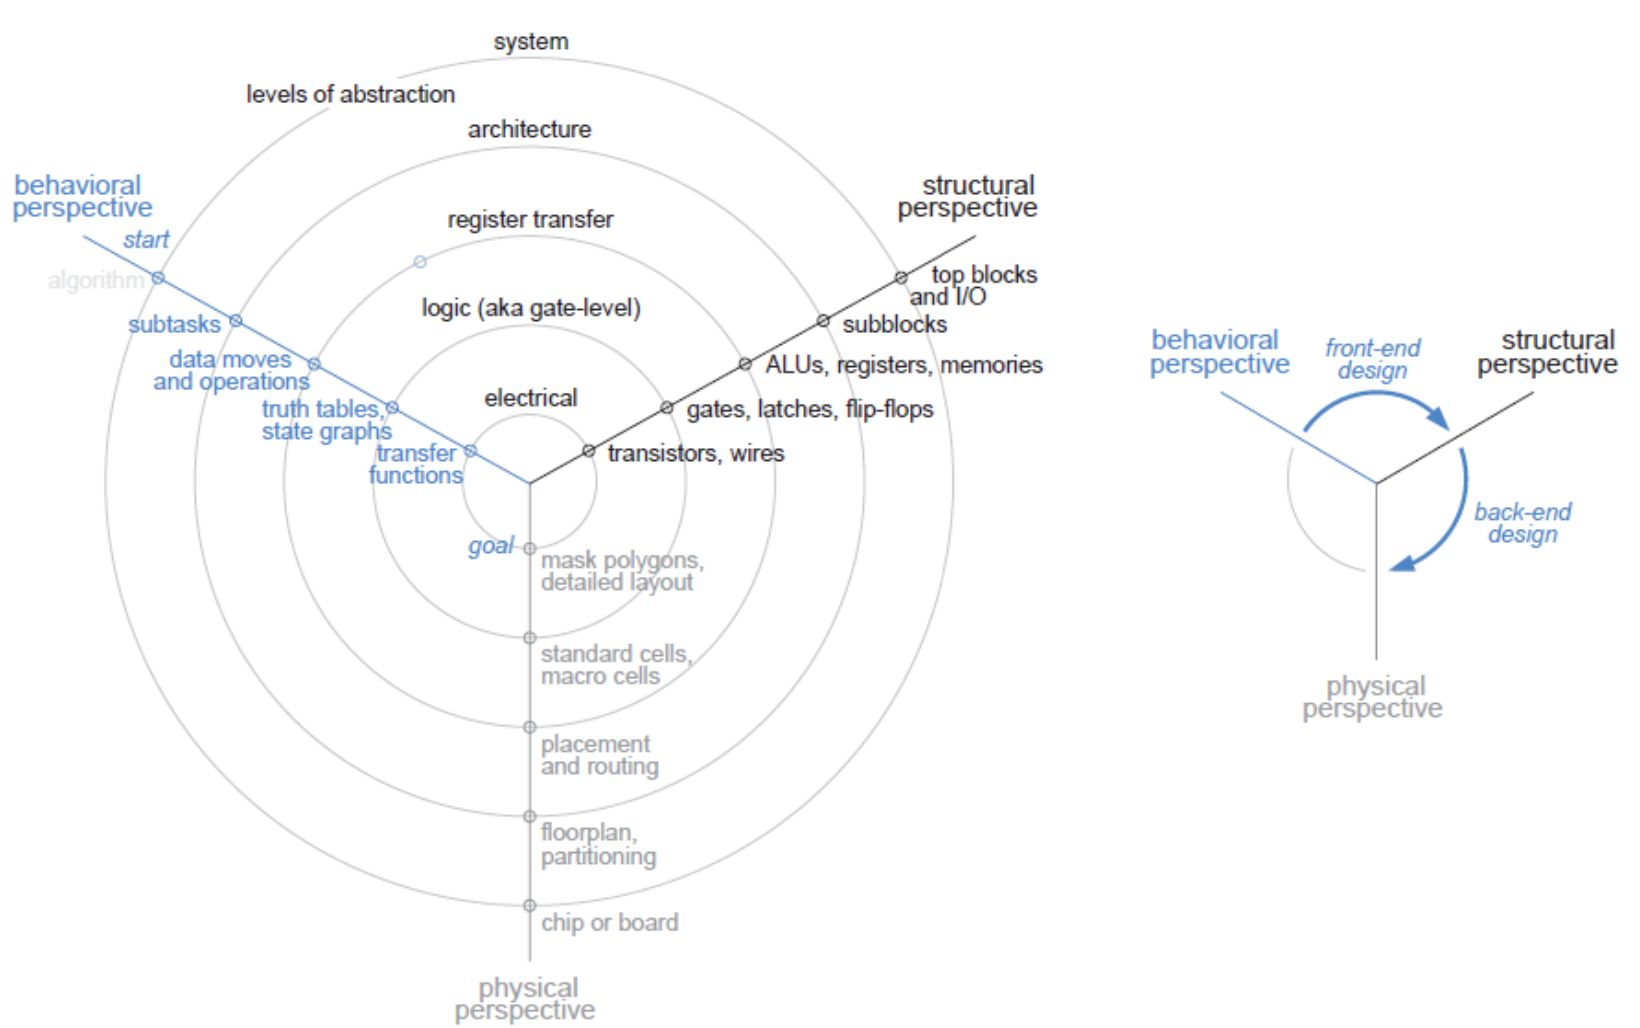 system
levels of abstraction
architecture
behavioral
perspective
structural
perspective
register transfer
start
algorithm
top blocks
and I/O
logic (aka gate-level)
subtasks
subblocks
data moves
and operations
ALUs, registers, memories
electrical
truth tables,
state graphs
gates, latches, flip-flops
transfer
functions
transistors, wires
goal
mask polygons,
detailed layout
standard cells,
macro cells
placement
and routing
floorplan,
partitioning
chip or board
physical
perspective
behavioral
perspective
front-end
design
structural
perspective
back-end
design
physical
perspective